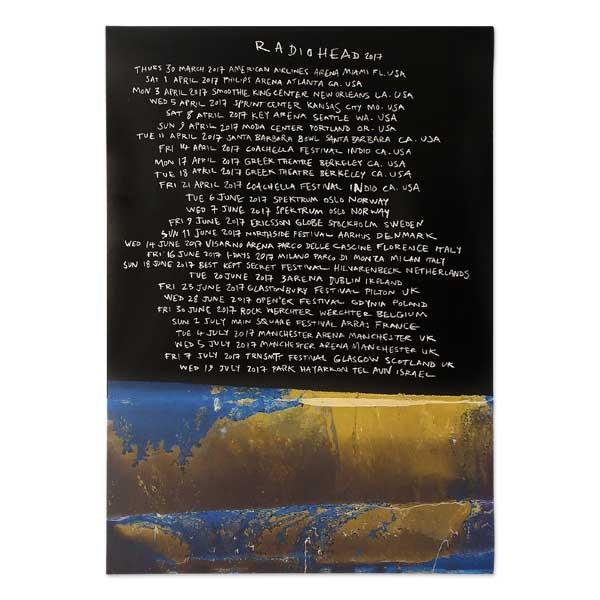 RADIOHEAD 2017
THURS 30 MARCH 2017 AMERICAN AIRLINES ARENA MIAMI FL. USA
SAT 1 APRIL 2017 PHILIPS ARENA ATLANTA GA. USA
MON 3 APRIL 2017 SMOOTHIE KING CENTER NEW ORLEANS LA. USA
WED 5 APRIL 2017 SPRINT CENTER KANSAS CITY MO. USA
SAT 8 APRIL 2017 KEY ARENA SEATTLE WA. USA
SUN 9 APRIL 2017 MODA CENTER PORTLAND OR. USA
TUE 11 APRIL 2017 SANTA BARBARA BOWL SANTA BARBARA CA. USA
FRI 14 APRIL 2017 COACHELLA FESTIVAL INDIO CA. USA
MON 17 APRIL 2017 GREEK THEATRE BERKELEY CA. USA
TUE 18 APRIL 2017 GREEK THEATRE BERKELEY CA. USA
FRI 21 APRIL 2017 COACHELLA FESTIVAL INDIO CA. USA
TUE 6 JUNE 2017 SPEKTRUM OSLO NORWAY
WED 7 JUNE 2017 SPEKTRUM OSLO NORWAY
FRI 9 JUNE 2017 ERICSSON GLOBE STOCKHOLM SWEDEN
SUN 11 JUNE 2017 NORTHSIDE FESTIVAL AARHUS DENMARK
WED 14 JUNE 2017 VISARNO ARENA PARCO DELLE CASCINE FLORENCE ITALY
FRI 16 JUNE 2017 I-DAYS 2017 MILANO PARCO DI MONZA MILAN ITALY
SUN 18 JUNE 2017 BEST KEPT SECRET FESTIVAL HILVARENBECK NETHERLANDS
TUE 20 JUNE 2017 3ARENA DUBLIN IRELAND
FRI 23 JUNE 2017 GLASTONBURY FESTIVAL PILTON UK
WED 28 JUNE 2017 OPEN'ER FESTIVAL GDYNIA POLAND
FRI 30 JUNE 2017 ROCK WERCHTER WERCHTER BELGIUM
SUN 2 JULY MAIN SQUARE FESTIVAL ARRAS FRANCE
TUE 4 JULY 2017 MANCHESTER ARENA MANCHESTER UK
WED 5 JULY 2017 MANCHESTER ARENA MANCHESTER UK
FRI 7 JULY 2017 TRNSMT FESTIVAL GLASGOW SCOTLAND UK
WED 19 JULY 2017 PARK HAYARKON TEL AVIV ISRAEL